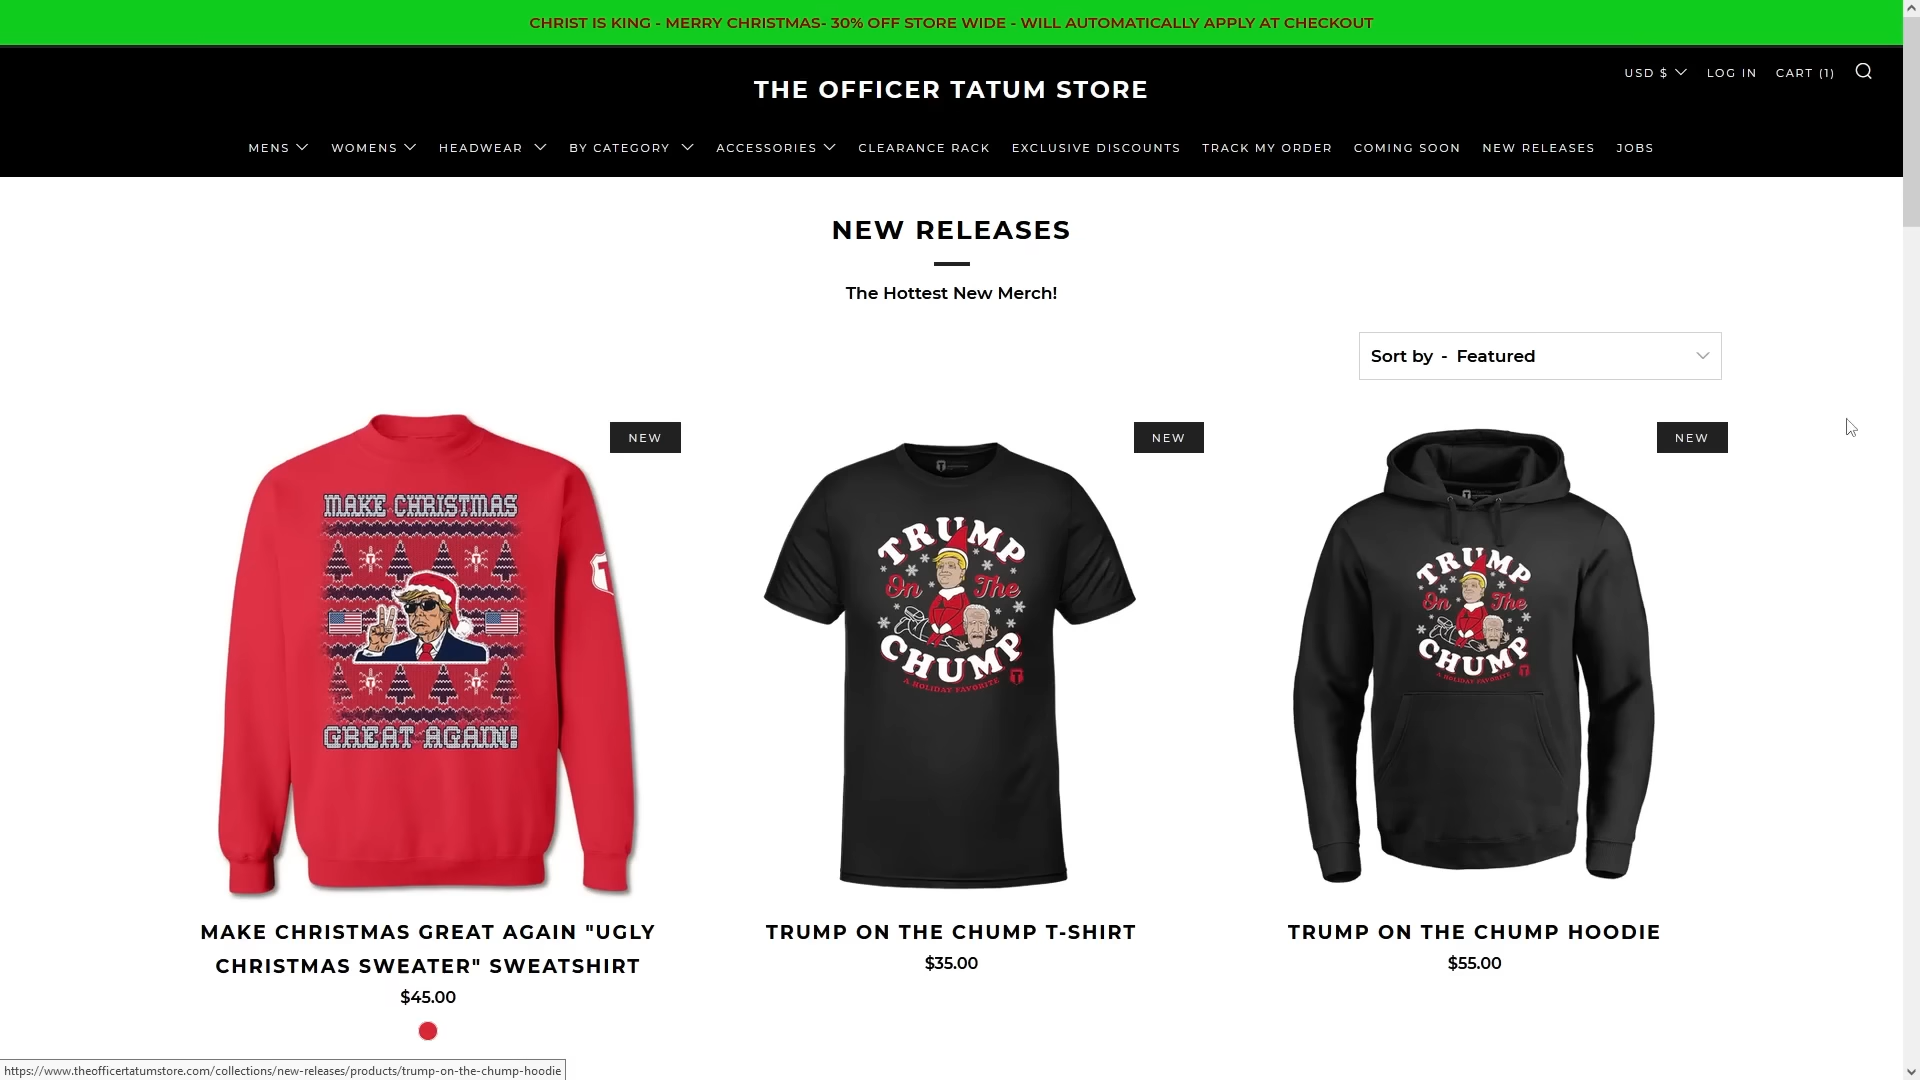 CHRIST IS KING - MERRY CHRISTMAS- 30% OFF STORE WIDE - WILL AUTOMATICALLY APPLY AT CHECKOUT
USD $ LOG IN CART (1)
THE OFFICER TATUM STORE
MENS WOMENS HEADWEAR BY CATEGORY ACCESSORIES CLEARANCE RACK EXCLUSIVE DISCOUNTS TRACK MY ORDER COMING SOON NEW RELEASES JOBS
NEW RELEASES
The Hottest New Merch!
Sort by - Featured
NEW
MAKE CHRISTMAS
GREAT AGAIN!
MAKE CHRISTMAS GREAT AGAIN "UGLY
CHRISTMAS SWEATER" SWEATSHIRT
$45.00
NEW
TRUMP
On The
CHUMP
A HOLIDAY FAVORITE
TRUMP ON THE CHUMP T-SHIRT
$35.00
NEW
TRUMP
On The
CHUMP
A HOLIDAY FAVORITE
TRUMP ON THE CHUMP HOODIE
$55.00
https://www.theofficertatumstore.com/collections/new-releases/products/trump-on-the-chump-hoodie